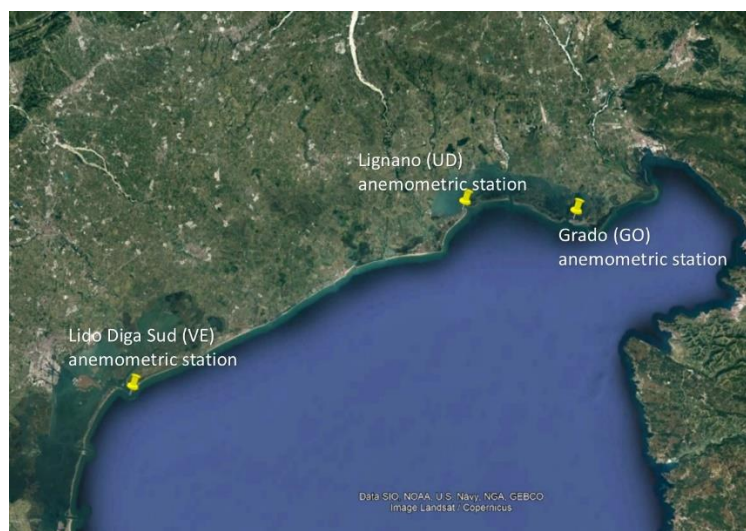 Lignano (UD)
anemometric station
Grado (GO)
anemometric station
Lido Diga Sud (VE)
anemometric station
Data SIO, NOAA, U.S. Navy, NGA, GEBCO
Image Landsat / Copernicus